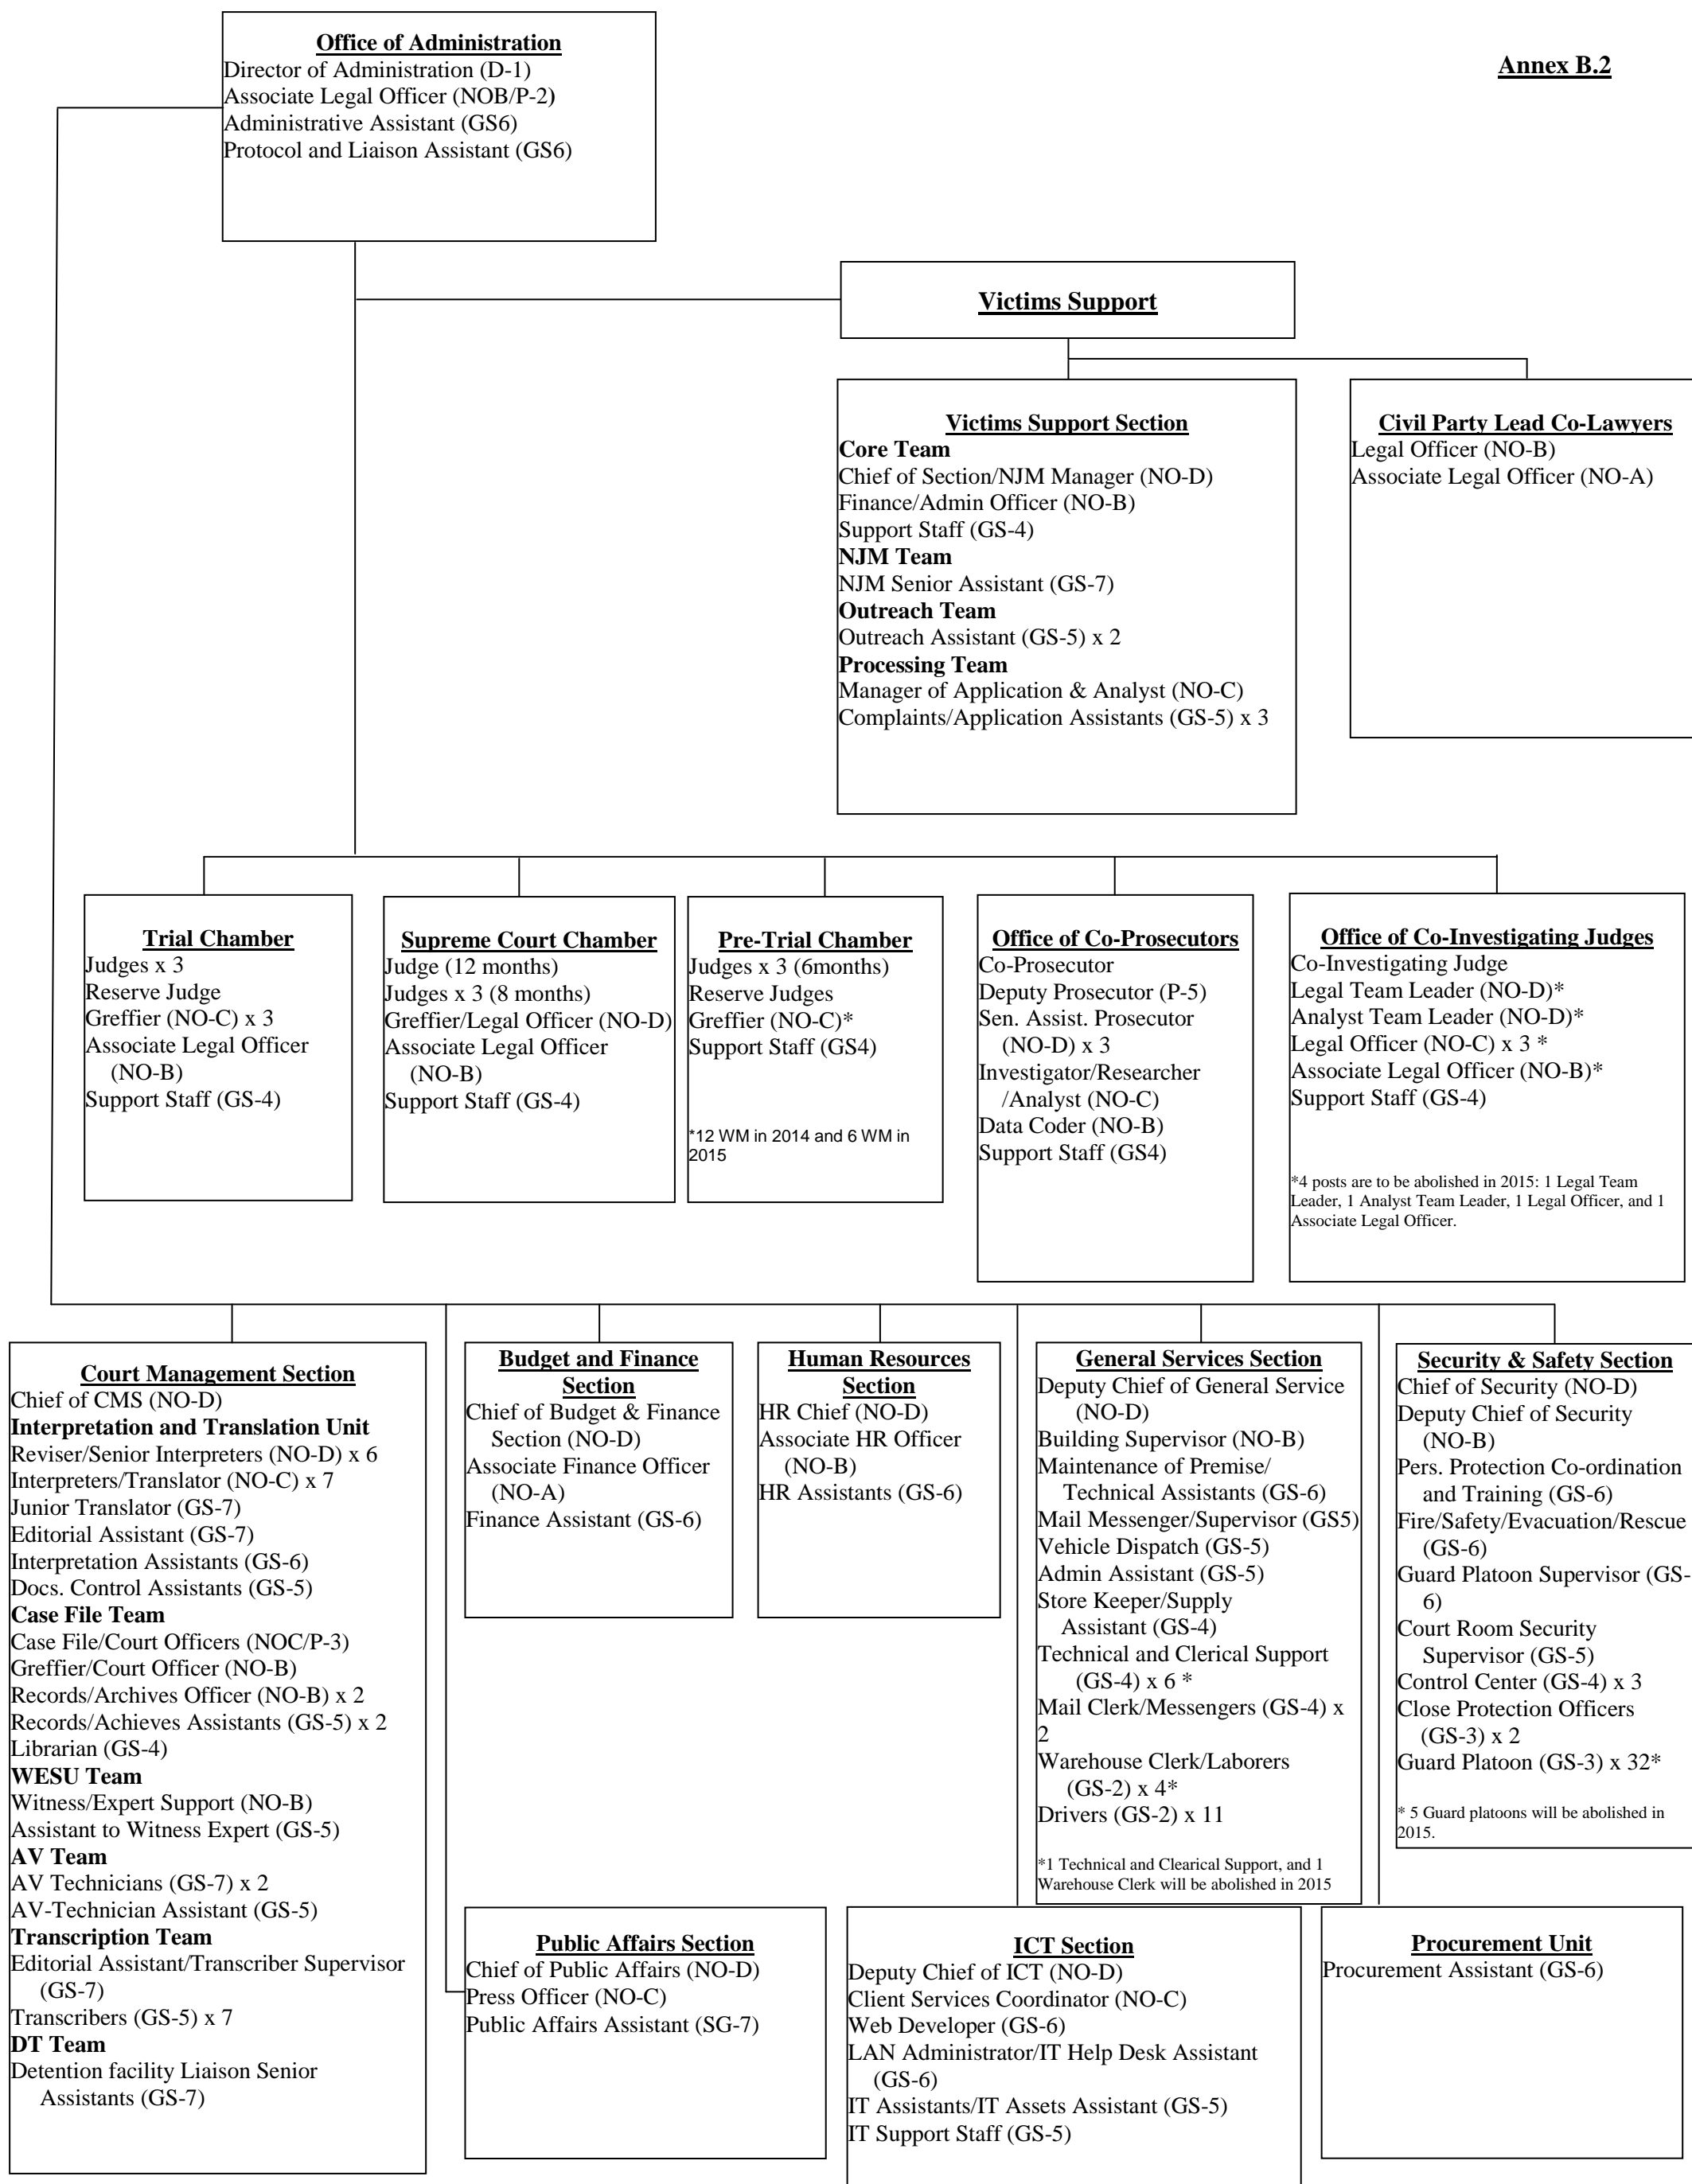 Annex B.2
Office of Administration
Director of Administration (D-1)
Associate Legal Officer (NOB/P-2)
Administrative Assistant (GS6)
Protocol and Liaison Assistant (GS6)
Victims Support
Victims Support Section
Core Team
Chief of Section/NJM Manager (NO-D)
Finance/Admin Officer (NO-B)
Support Staff (GS-4)
NJM Team
NJM Senior Assistant (GS-7)
Outreach Team
Outreach Assistant (GS-5) x 2
Processing Team
Manager of Application & Analyst (NO-C)
Complaints/Application Assistants (GS-5) x 3
Civil Party Lead Co-Lawyers
Legal Officer (NO-B)
Associate Legal Officer (NO-A)
Trial Chamber
Judges x 3
Reserve Judge
Greffier (NO-C) x 3
Associate Legal Officer
(NO-B)
Support Staff (GS-4)
Supreme Court Chamber
Judge (12 months)
Judges x 3 (8 months)
Greffier/Legal Officer (NO-D)
Associate Legal Officer
(NO-B)
Support Staff (GS-4)
Pre-Trial Chamber
Judges x 3 (6months)
Reserve Judges
Greffier (NO-C)*
Support Staff (GS4)
*12 WM in 2014 and 6 WM in
2015
Office of Co-Prosecutors
Co-Prosecutor
Deputy Prosecutor (P-5)
Sen. Assist. Prosecutor
(NO-D) x 3
Investigator/Researcher
/Analyst (NO-C)
Data Coder (NO-B)
Support Staff (GS4)
Office of Co-Investigating Judges
Co-Investigating Judge
Legal Team Leader (NO-D)*
Analyst Team Leader (NO-D)*
Legal Officer (NO-C) x 3 *
Associate Legal Officer (NO-B)*
Support Staff (GS-4)
*4 posts are to be abolished in 2015: 1 Legal Team
Leader, 1 Analyst Team Leader, 1 Legal Officer, and 1
Associate Legal Officer.
Court Management Section
Chief of CMS (NO-D)
Interpretation and Translation Unit
Reviser/Senior Interpreters (NO-D) x 6
Interpreters/Translator (NO-C) x 7
Junior Translator (GS-7)
Editorial Assistant (GS-7)
Interpretation Assistants (GS-6)
Docs. Control Assistants (GS-5)
Case File Team
Case File/Court Officers (NOC/P-3)
Greffier/Court Officer (NO-B)
Records/Archives Officer (NO-B) x 2
Records/Achieves Assistants (GS-5) x 2
Librarian (GS-4)
WESU Team
Witness/Expert Support (NO-B)
Assistant to Witness Expert (GS-5)
AV Team
AV Technicians (GS-7) x 2
AV-Technician Assistant (GS-5)
Transcription Team
Editorial Assistant/Transcriber Supervisor
(GS-7)
Transcribers (GS-5) x 7
DT Team
Detention facility Liaison Senior
Assistants (GS-7)
Budget and Finance
Section
Chief of Budget & Finance
Section (NO-D)
Associate Finance Officer
(NO-A)
Finance Assistant (GS-6)
Human Resources
Section
HR Chief (NO-D)
Associate HR Officer
(NO-B)
HR Assistants (GS-6)
General Services Section
Deputy Chief of General Service
(NO-D)
Building Supervisor (NO-B)
Maintenance of Premise/
Technical Assistants (GS-6)
Mail Messenger/Supervisor (GS5)
Vehicle Dispatch (GS-5)
Admin Assistant (GS-5)
Store Keeper/Supply
Assistant (GS-4)
Technical and Clerical Support
(GS-4) x 6 *
Mail Clerk/Messengers (GS-4) x
2
Warehouse Clerk/Laborers
(GS-2) x 4*
Drivers (GS-2) x 11
*1 Technical and Clearical Support, and 1
Warehouse Clerk will be abolished in 2015
Security & Safety Section
Chief of Security (NO-D)
Deputy Chief of Security
(NO-B)
Pers. Protection Co-ordination
and Training (GS-6)
Fire/Safety/Evacuation/Rescue
(GS-6)
Guard Platoon Supervisor (GS-
6)
Court Room Security
Supervisor (GS-5)
Control Center (GS-4) x 3
Close Protection Officers
(GS-3) x 2
Guard Platoon (GS-3) x 32*
* 5 Guard platoons will be abolished in
2015.
Public Affairs Section
Chief of Public Affairs (NO-D)
Press Officer (NO-C)
Public Affairs Assistant (SG-7)
ICT Section
Deputy Chief of ICT (NO-D)
Client Services Coordinator (NO-C)
Web Developer (GS-6)
LAN Administrator/IT Help Desk Assistant
(GS-6)
IT Assistants/IT Assets Assistant (GS-5)
IT Support Staff (GS-5)
Procurement Unit
Procurement Assistant (GS-6)